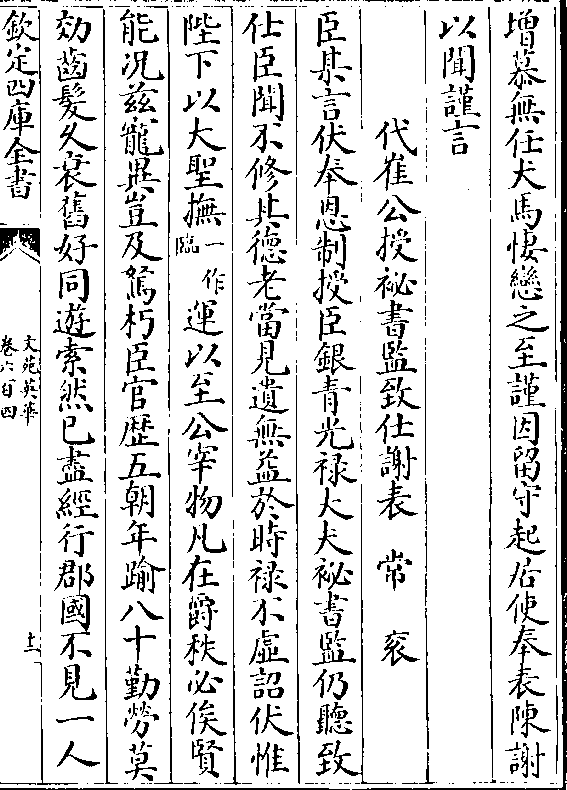 增慕無任犬馬悽戀之至謹因留守起居使奉表陳謝
以聞謹言
代崔公授祕書監致仕謝表　常　衮
臣某言伏奉恩制授臣銀青光禄大夫祕書監仍聽致
仕臣聞不修其德老當見遺無益於時禄不虛詔伏惟
陛下以大聖撫一作臨運以至公宰物凡在爵秩必俟賢
能况兹寵異豈及駑朽臣官歴五朝年踰八十勤勞莫
効齒髮久衰舊好同遊索然已盡經行郡國不見一人
欽定四庫全書
文苑英華
卷六百四
十一